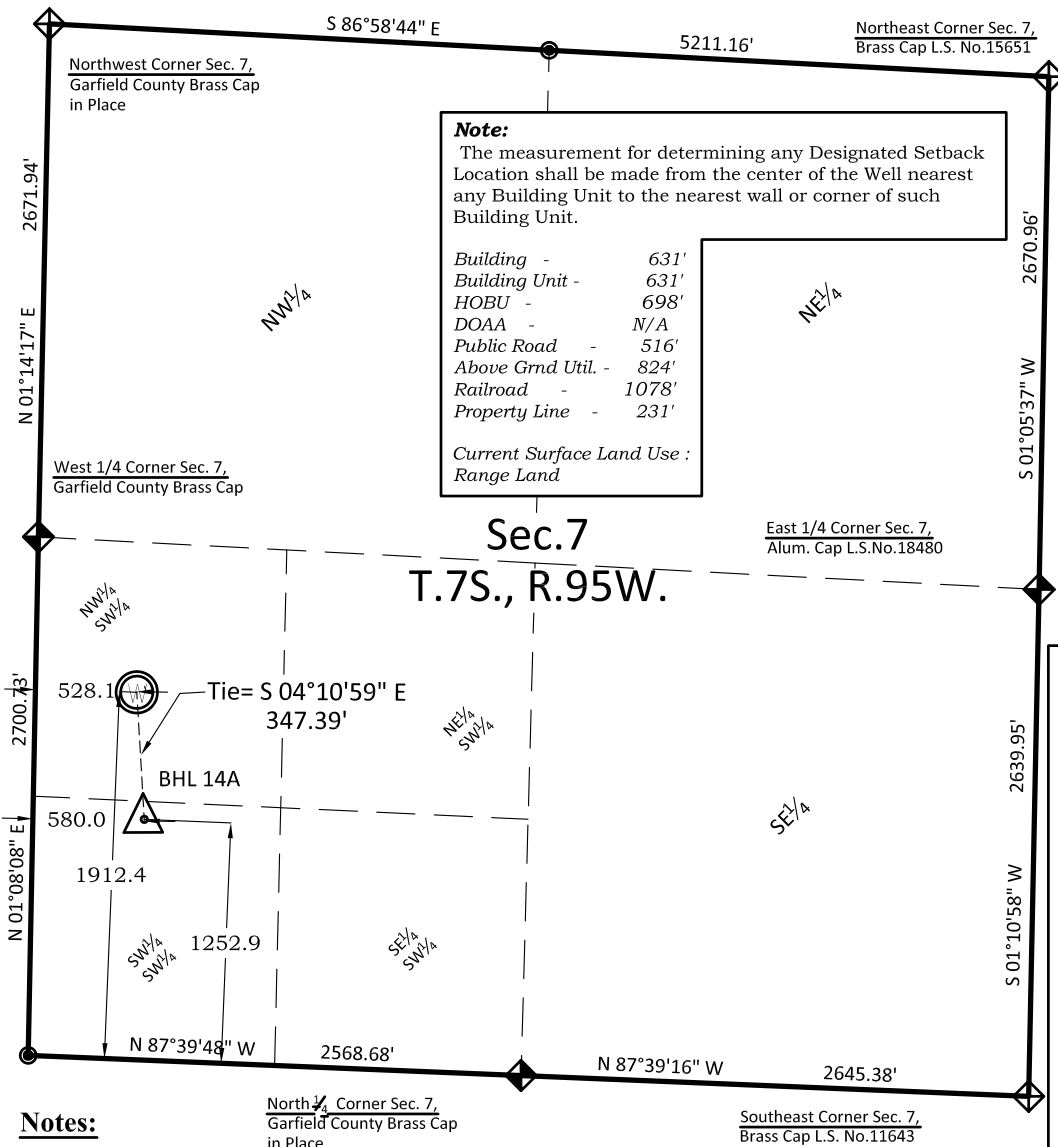 S 86°58'44" E
5211.16'
Northeast Corner Sec. 7,
Brass Cap L.S. No.15651
Northwest Corner Sec. 7,
Garfield County Brass Cap
in Place
Note:
The measurement for determining any Designated Setback
Location shall be made from the center of the Well nearest
any Building Unit to the nearest wall or corner of such
Building Unit.
Building - 631'
Building Unit - 631'
HOBU - 698'
DOAA - N/A
Public Road - 516'
Above Grnd Util. - 824'
Railroad - 1078'
Property Line - 231'
Current Surface Land Use :
Range Land
2671.94'
N 01°14'17" E
NW¼
NE¼
2670.96'
S 01°05'37" W
West 1/4 Corner Sec. 7,
Garfield County Brass Cap
Sec.7
T.7S., R.95W.
East 1/4 Corner Sec. 7,
Alum. Cap L.S.No.18480
NW¼
SW¼
528.1
W
Tie= S 04°10'59" E
347.39'
NE¼
SW¼
2700.73'
N 01°08'08" E
BHL 14A
580.0
1912.4
1252.9
SE¼
2639.95'
S 01°10'58" W
SW¼
SW¼
SE¼
SW¼
N 87°39'48" W
2568.68'
N 87°39'16" W
2645.38'
Notes:
North ¼ Corner Sec. 7,
Garfield County Brass Cap
in Place
Southeast Corner Sec. 7,
Brass Cap L.S. No.11643